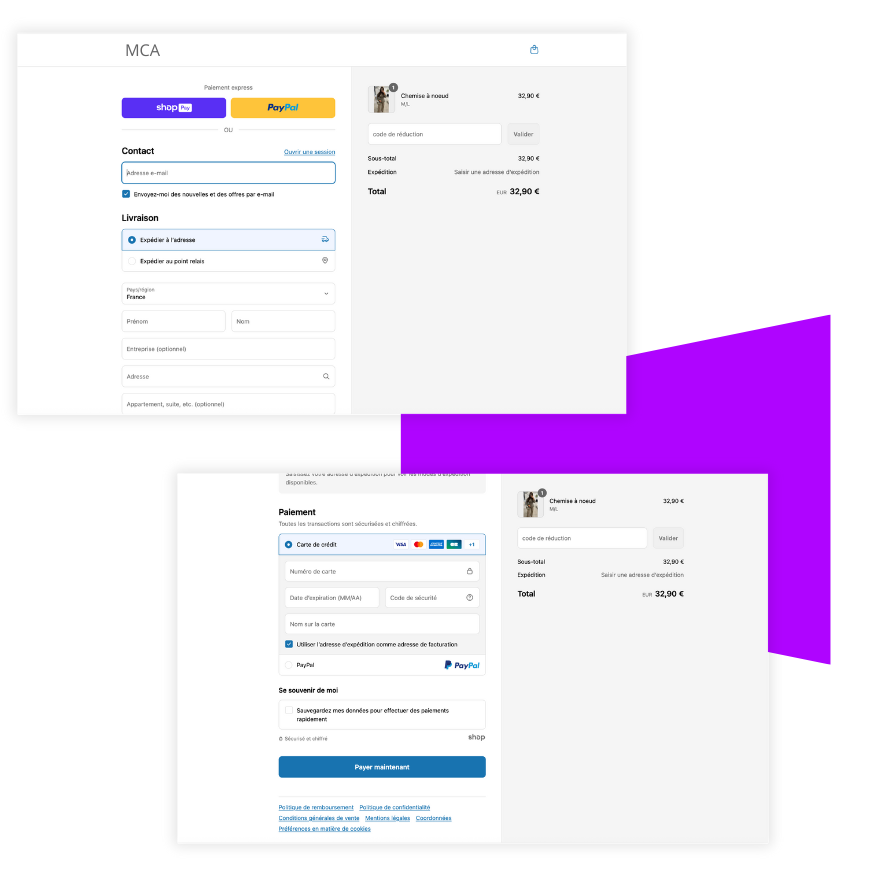 MCA
Paiement express
shop Pay
PayPal
OU
Contact
Ouvrir une session
Adresse e-mail
Envoyez-moi des nouvelles et des offres par e-mail
Livraison
Expédier à l'adresse
Expédier au point relais
Pays/région
France
Prénom
Nom
Entreprise (optionnel)
Adresse
Appartement, suite, etc. (optionnel)
1
Chemise à noeud
32,90 €
M/L
code de réduction
Valider
Sous-total
32,90 €
Expédition
Saisir une adresse d'expédition
Total
EUR 32,90 €
Saisissez votre adresse d'expédition pour voir les modes d'expédition
disponibles.
Paiement
Toutes les transactions sont sécurisées et chiffrées.
Carte de crédit
VISA
+1
Numéro de carte
Date d'expiration (MM/AA)
Code de sécurité
Nom sur la carte
Utiliser l'adresse d'expédition comme adresse de facturation
PayPal
PayPal
Se souvenir de moi
Sauvegardez mes données pour effectuer des paiements
rapidement
Sécurisé et chiffré
shop
Payer maintenant
Politique de remboursement
Politique de confidentialité
Conditions générales de vente
Mentions légales
Coordonnées
Préférences en matière de cookies
1
Chemise à noeud
32,90 €
M/L
code de réduction
Valider
Sous-total
32,90 €
Expédition
Saisir une adresse d'expédition
Total
EUR 32,90 €